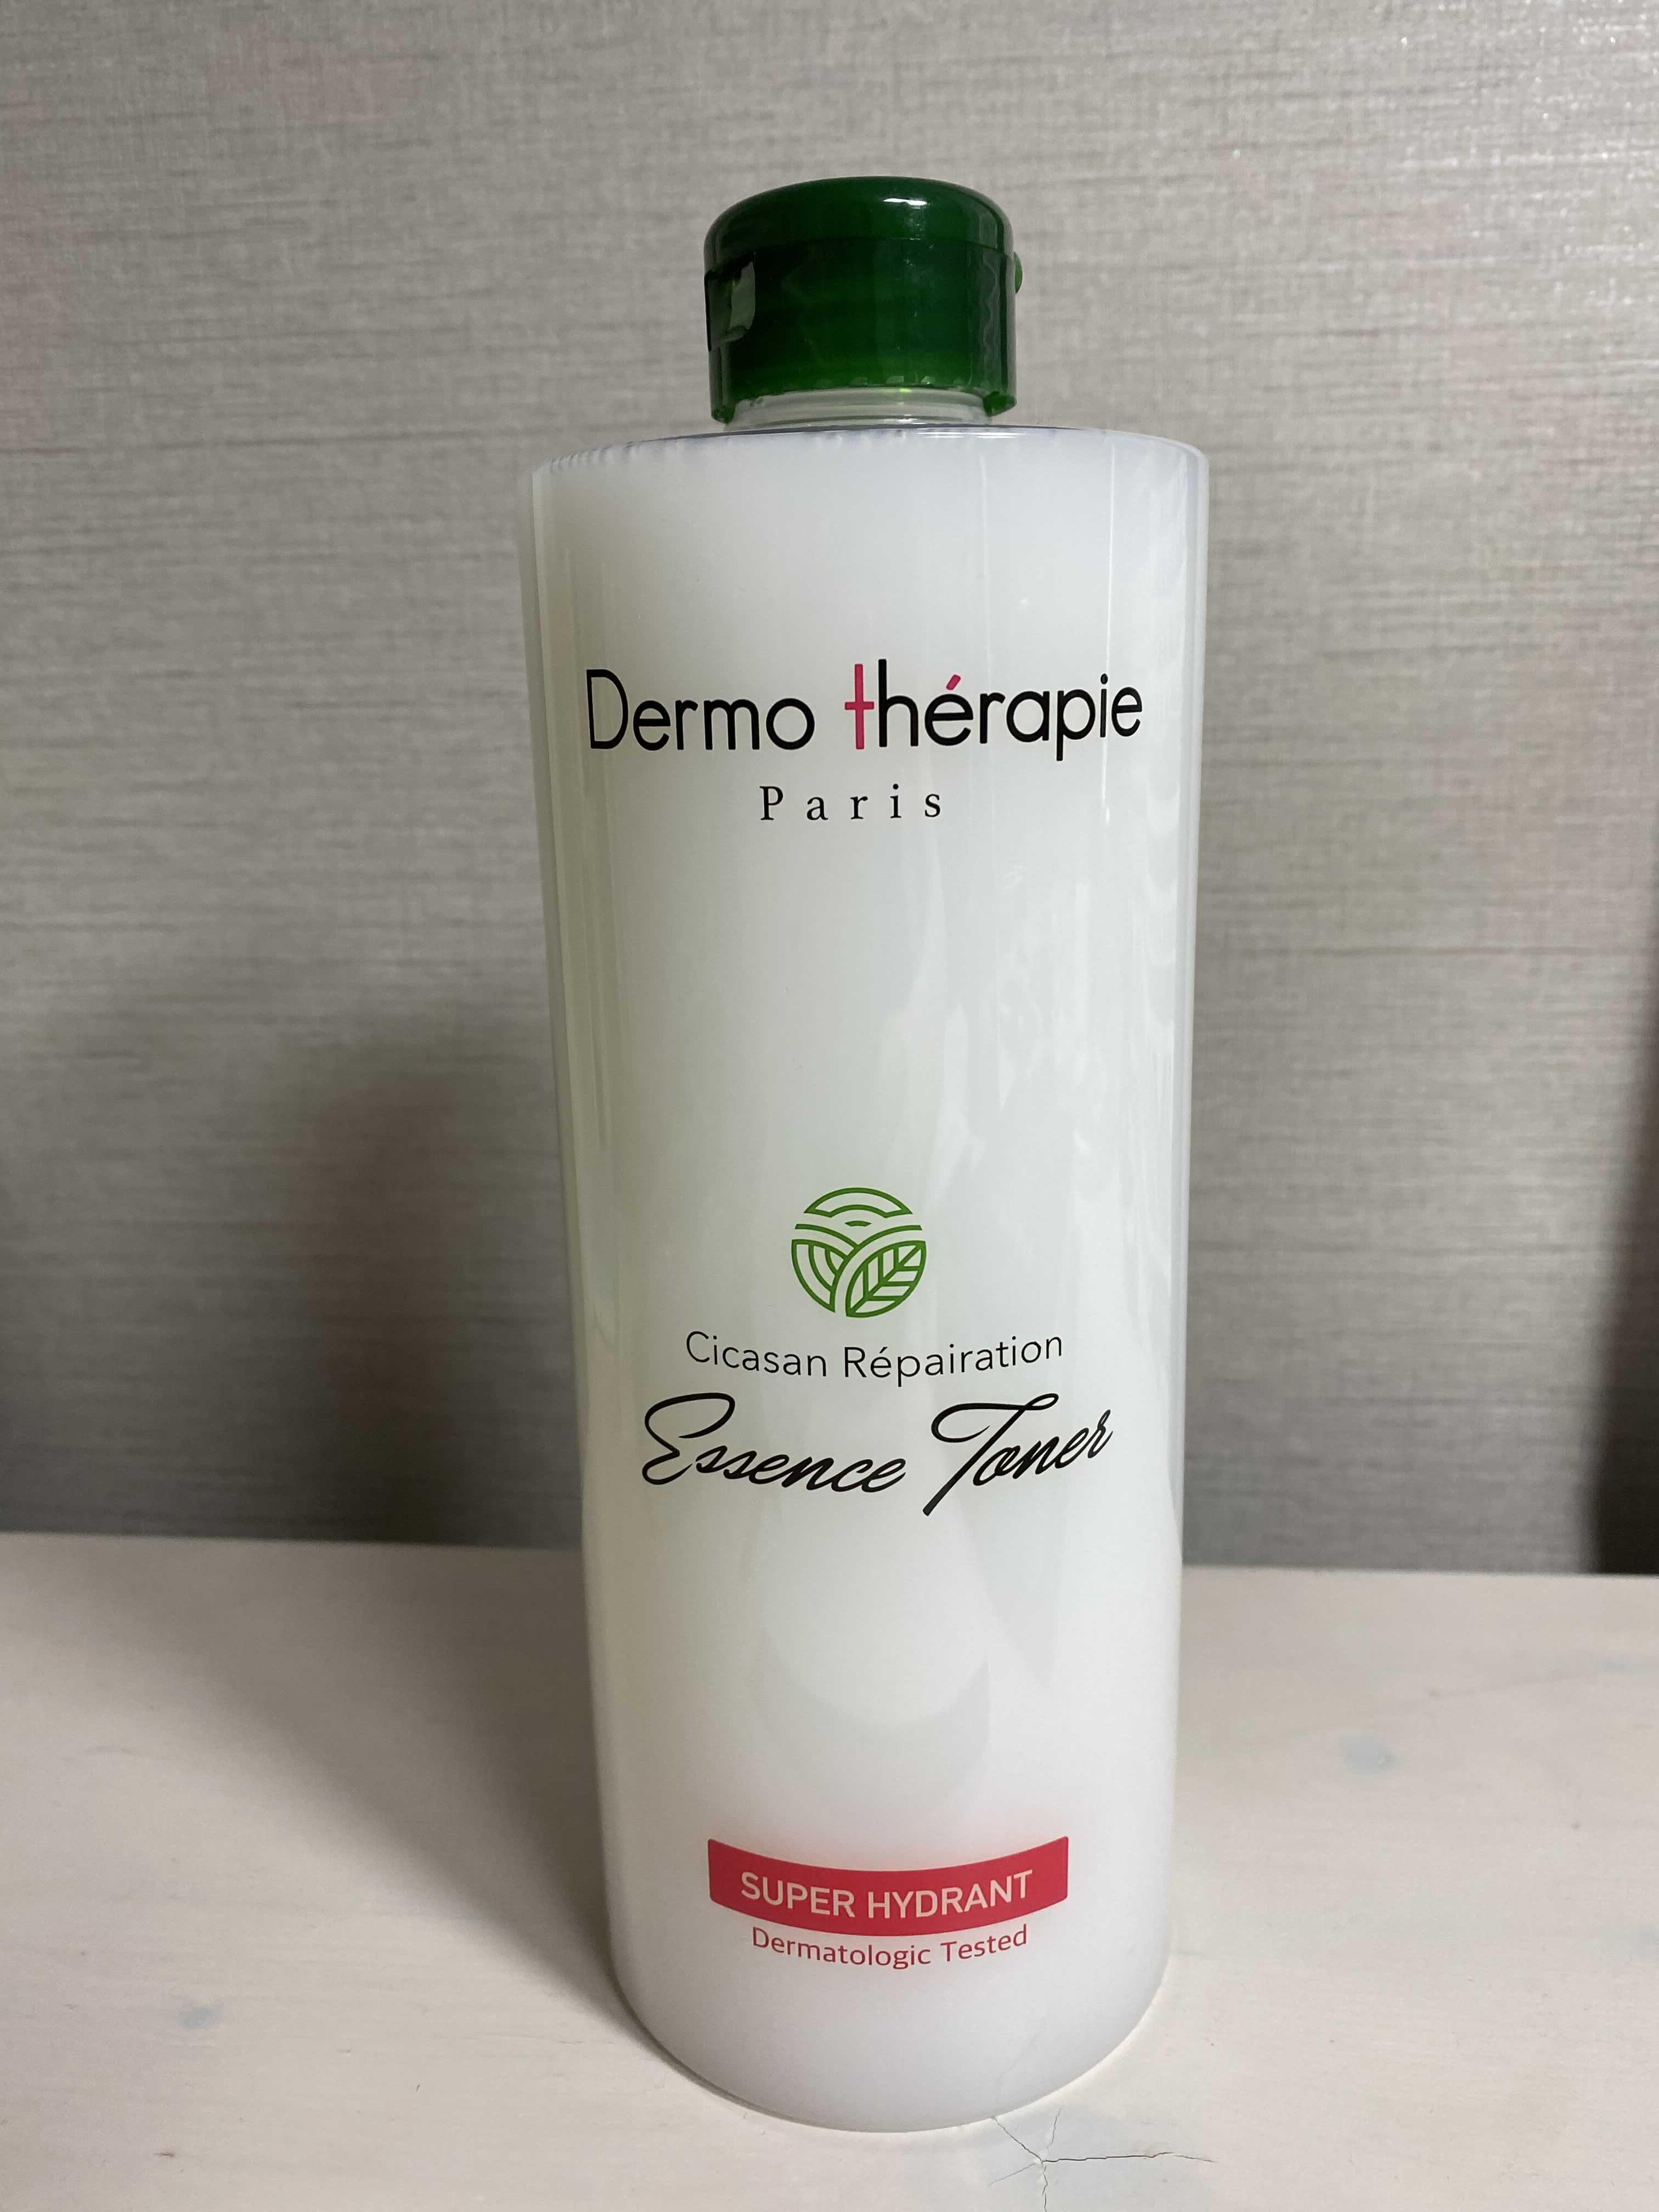 Dermo thérapie
Paris
Cicasan Répairation
Essence Toner
SUPER HYDRANT
Dermatologic Tested